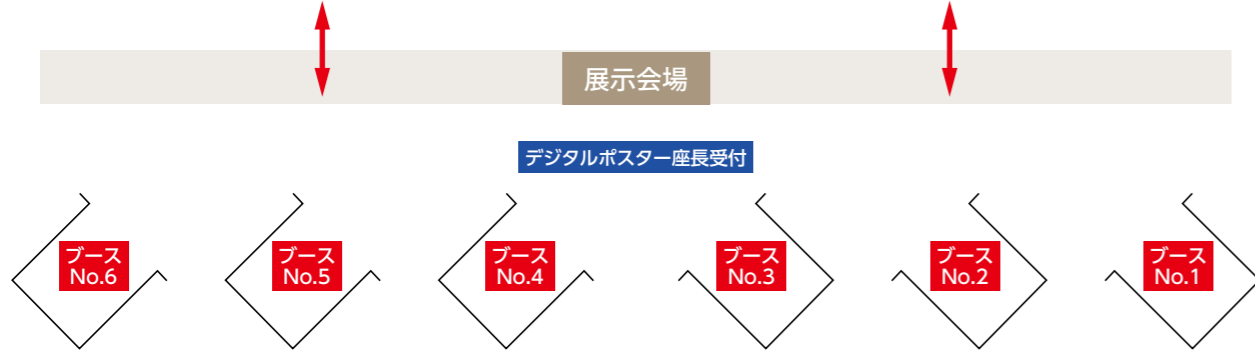 展示会場
デジタルポスター座長受付
ブース
No.6
ブース
No.5
ブース
No.4
ブース
No.3
ブース
No.2
ブース
No.1